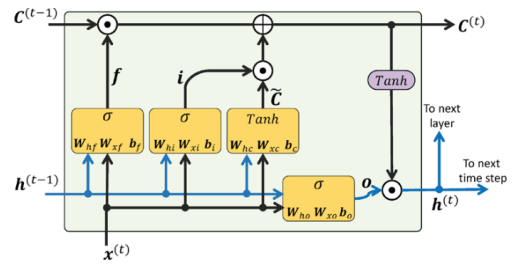 C^(t-1)
C^(t)
f
i
C̃
Tanh
σ
W_hf W_xf b_f
σ
W_hi W_xi b_i
Tanh
W_hc W_xc b_c
To next
layer
To next
time step
h^(t-1)
σ
W_ho W_xo b_o
o
h^(t)
x^(t)